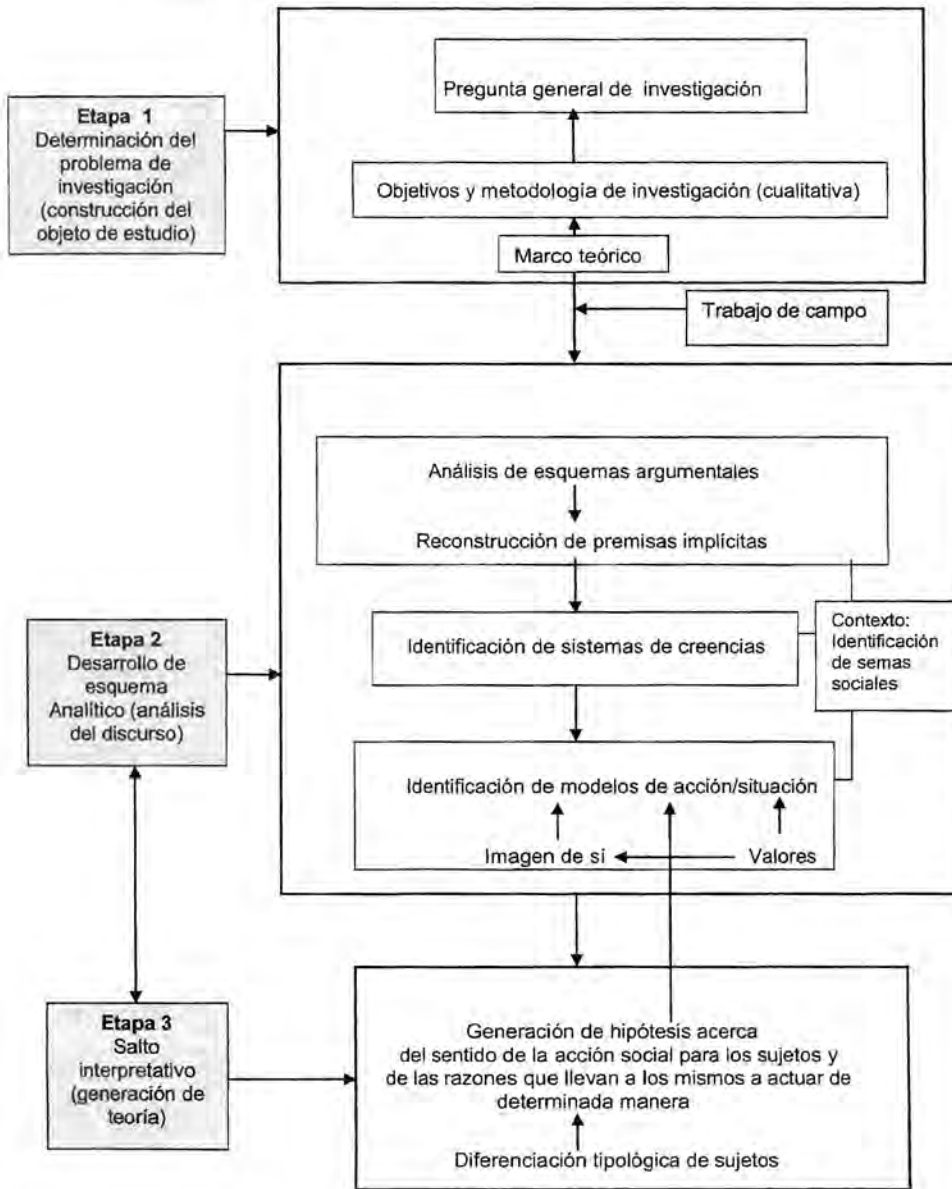 Etapa 1
Determinación del
problema de
investigación
(construcción del
objeto de estudio)
Pregunta general de investigación
Objetivos y metodología de investigación (cualitativa)
Marco teórico
Trabajo de campo
Etapa 2
Desarrollo de
esquema
Analítico (análisis
del discurso)
Análisis de esquemas argumentales
Reconstrucción de premisas implícitas
Identificación de sistemas de creencias
Contexto:
Identificación
de semas
sociales
Identificación de modelos de acción/situación
Imagen de sí
Valores
Etapa 3
Salto
interpretativo
(generación de
teoría)
Generación de hipótesis acerca
del sentido de la acción social para los sujetos y
de las razones que llevan a los mismos a actuar de
determinada manera
Diferenciación tipológica de sujetos